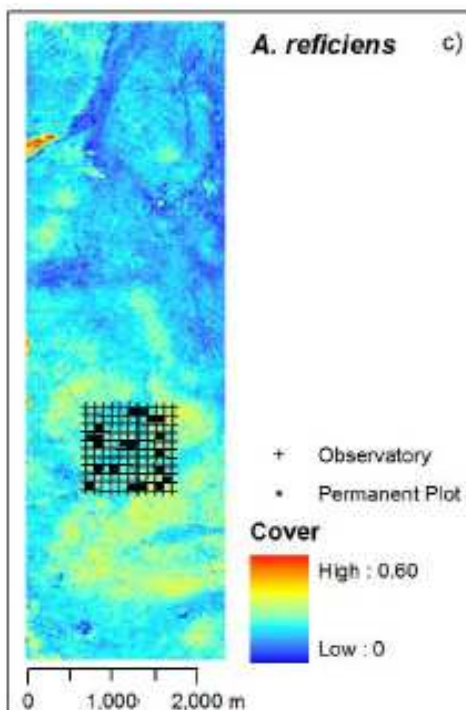 A. reficiens c)
+ Observatory
▪ Permanent Plot
Cover
High : 0.60
Low : 0
0 1,000 2,000 m